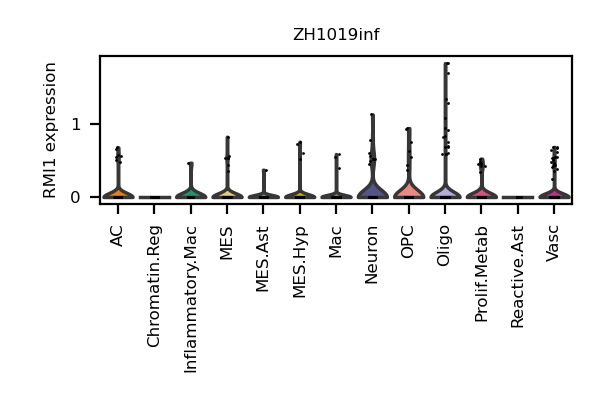 ZH1019inf
RMI1 expression
1
0
AC
Chromatin.Reg
Inflammatory.Mac
MES
MES.Ast
MES.Hyp
Mac
Neuron
OPC
Oligo
Prolif.Metab
Reactive.Ast
Vasc